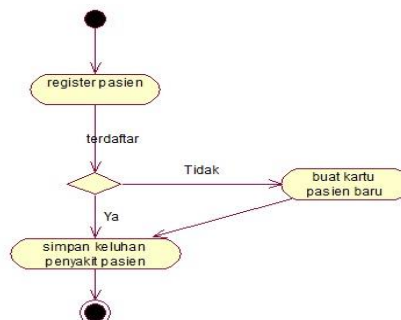 register pasien
terdaftar
Tidak
buat kartu
pasien baru
Ya
simpan keluhan
penyakit pasien